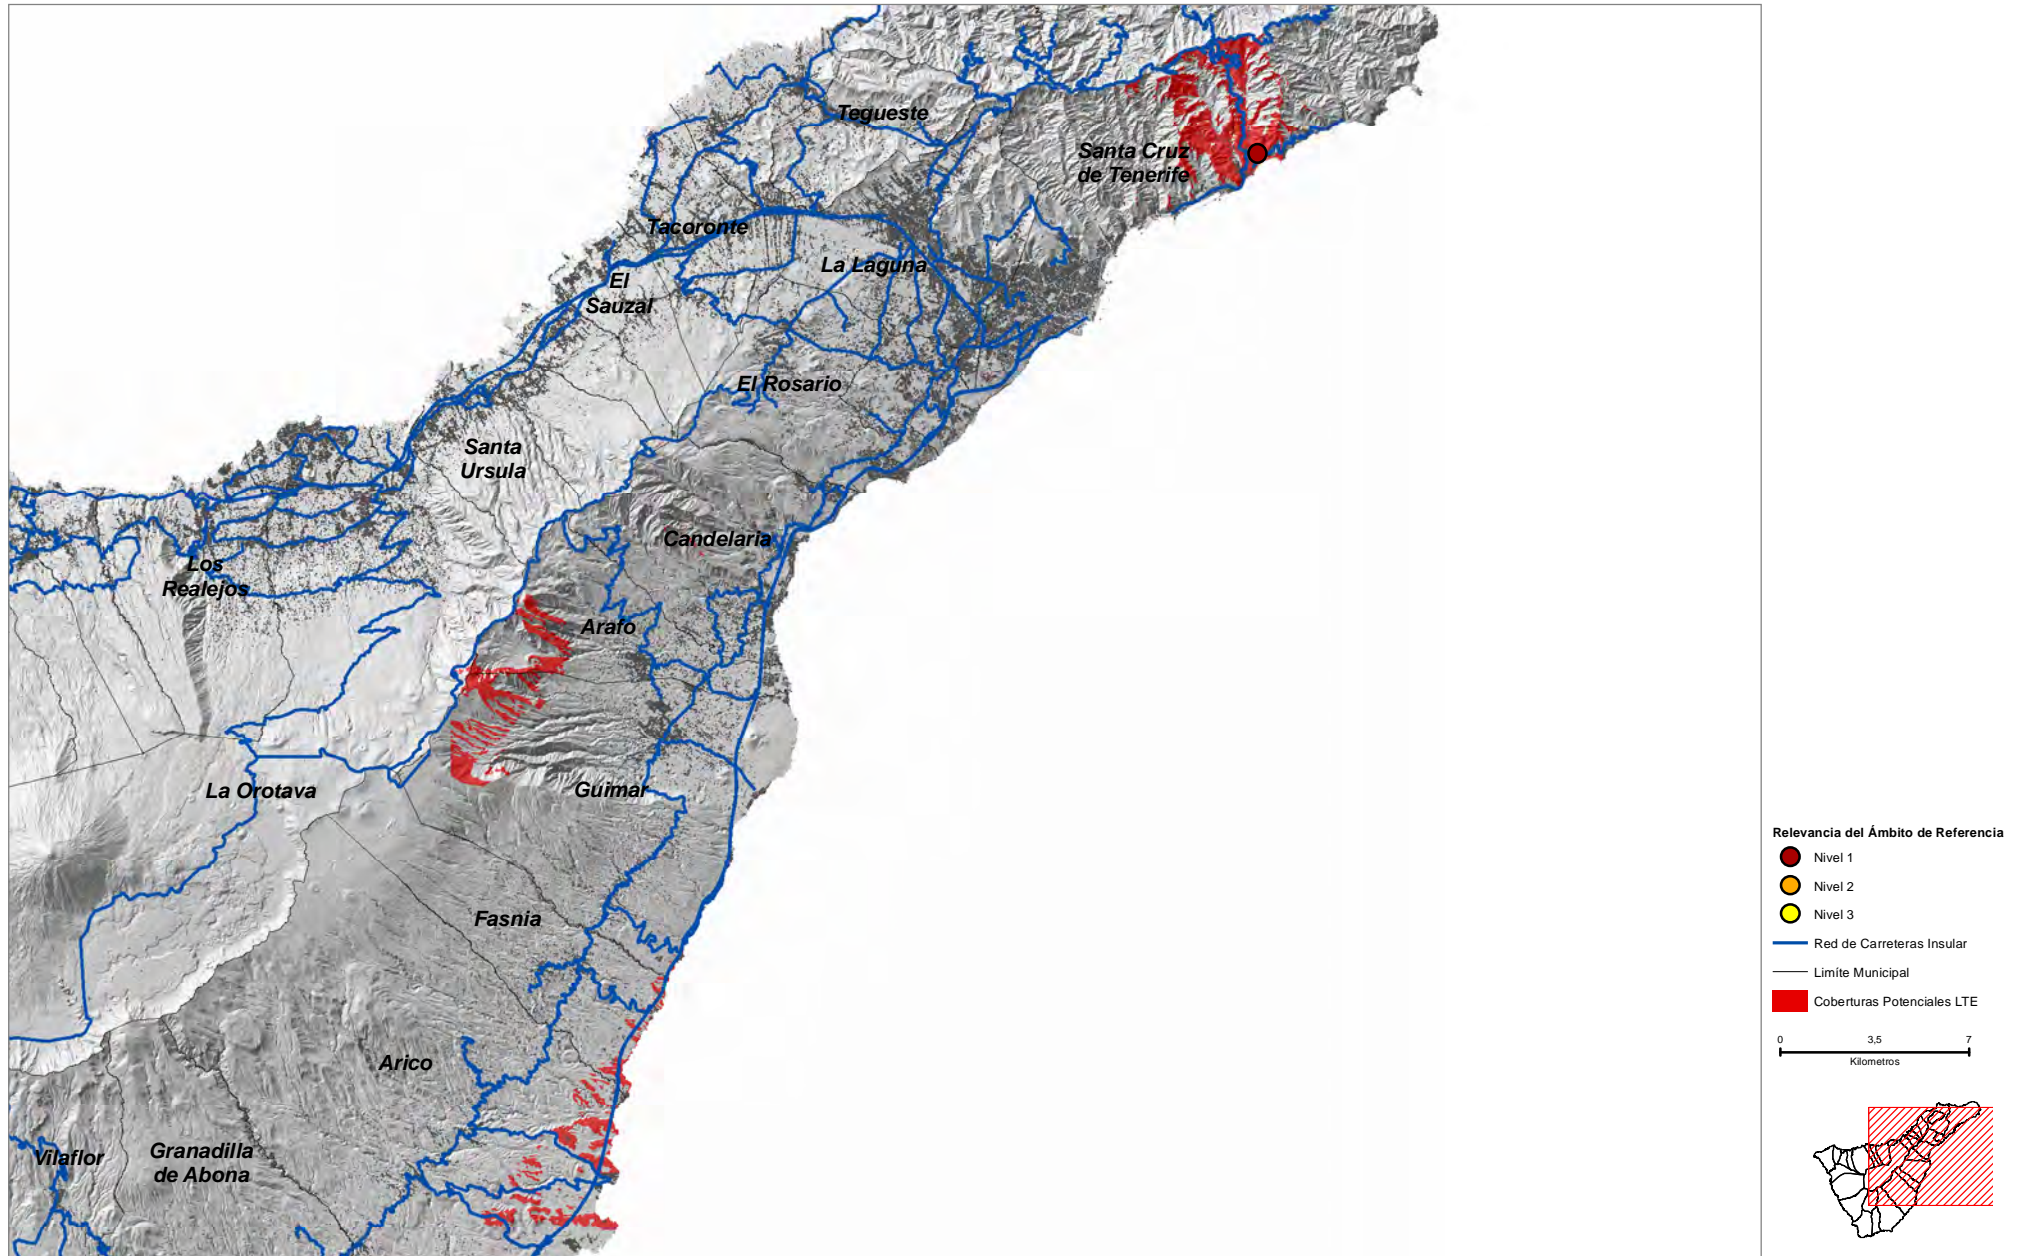 Tegueste
Santa Cruz
de Tenerife
Tacoronte
La Laguna
El
Sauzal
El Rosario
Santa
Ursula
Candelaria
Los
Realejos
Arafo
La Orotava
Guimar
Fasnia
Arico
Vilaflor
Granadilla
de Abona
Relevancia del Ámbito de Referencia
Nivel 1
Nivel 2
Nivel 3
Red de Carreteras Insular
Limíte Municipal
Coberturas Potenciales LTE
0 3,5 7
Kilometros